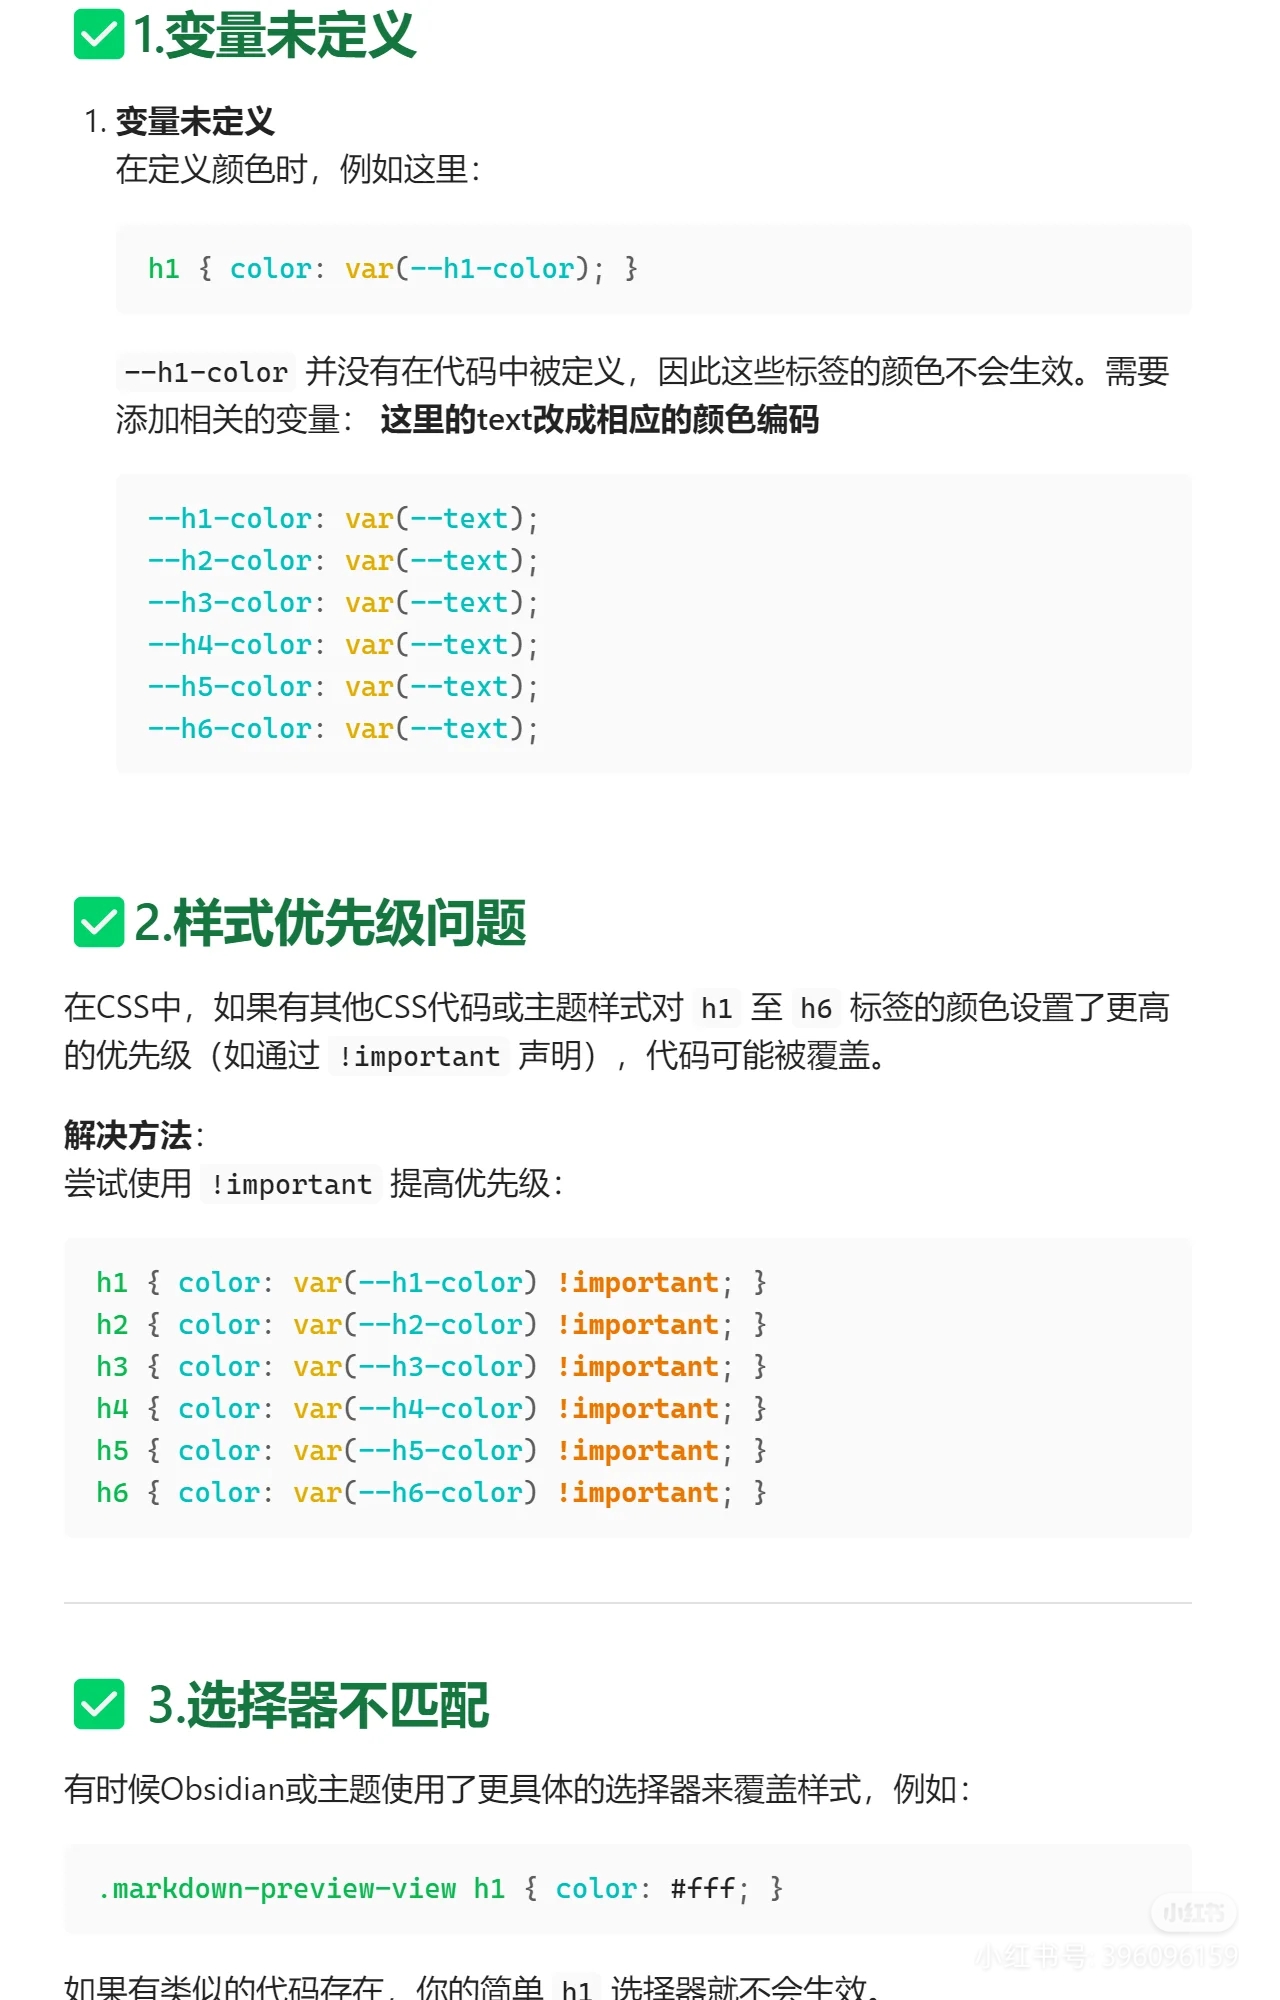 ✅1.变量未定义
1. 变量未定义
在定义颜色时，例如这里：
h1 { color: var(--h1-color); }
--h1-color 并没有在代码中被定义，因此这些标签的颜色不会生效。需要
添加相关的变量： 这里的text改成相应的颜色编码
--h1-color: var(--text);
--h2-color: var(--text);
--h3-color: var(--text);
--h4-color: var(--text);
--h5-color: var(--text);
--h6-color: var(--text);
✅2.样式优先级问题
在CSS中，如果有其他CSS代码或主题样式对 h1 至 h6 标签的颜色设置了更高
的优先级（如通过 !important 声明），代码可能被覆盖。
解决方法：
尝试使用 !important 提高优先级：
h1 { color: var(--h1-color) !important; }
h2 { color: var(--h2-color) !important; }
h3 { color: var(--h3-color) !important; }
h4 { color: var(--h4-color) !important; }
h5 { color: var(--h5-color) !important; }
h6 { color: var(--h6-color) !important; }
✅ 3.选择器不匹配
有时候Obsidian或主题使用了更具体的选择器来覆盖样式，例如：
.markdown-preview-view h1 { color: #fff; }
小红书
小红书号: 396096159
如果有类似的代码存在，你的简单 h1 选择器就不会生效。